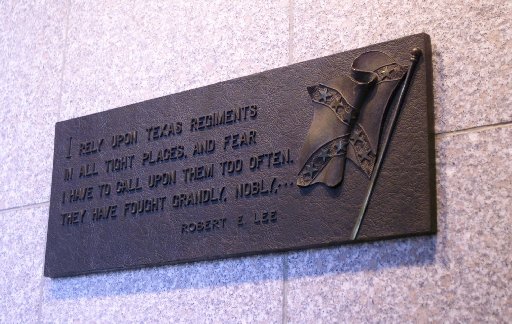 I RELY UPON TEXAS REGIMENTS
IN ALL TIGHT PLACES, AND FEAR
I HAVE TO CALL UPON THEM TOO OFTEN.
THEY HAVE FOUGHT GRANDLY, NOBLY,...
ROBERT E. LEE